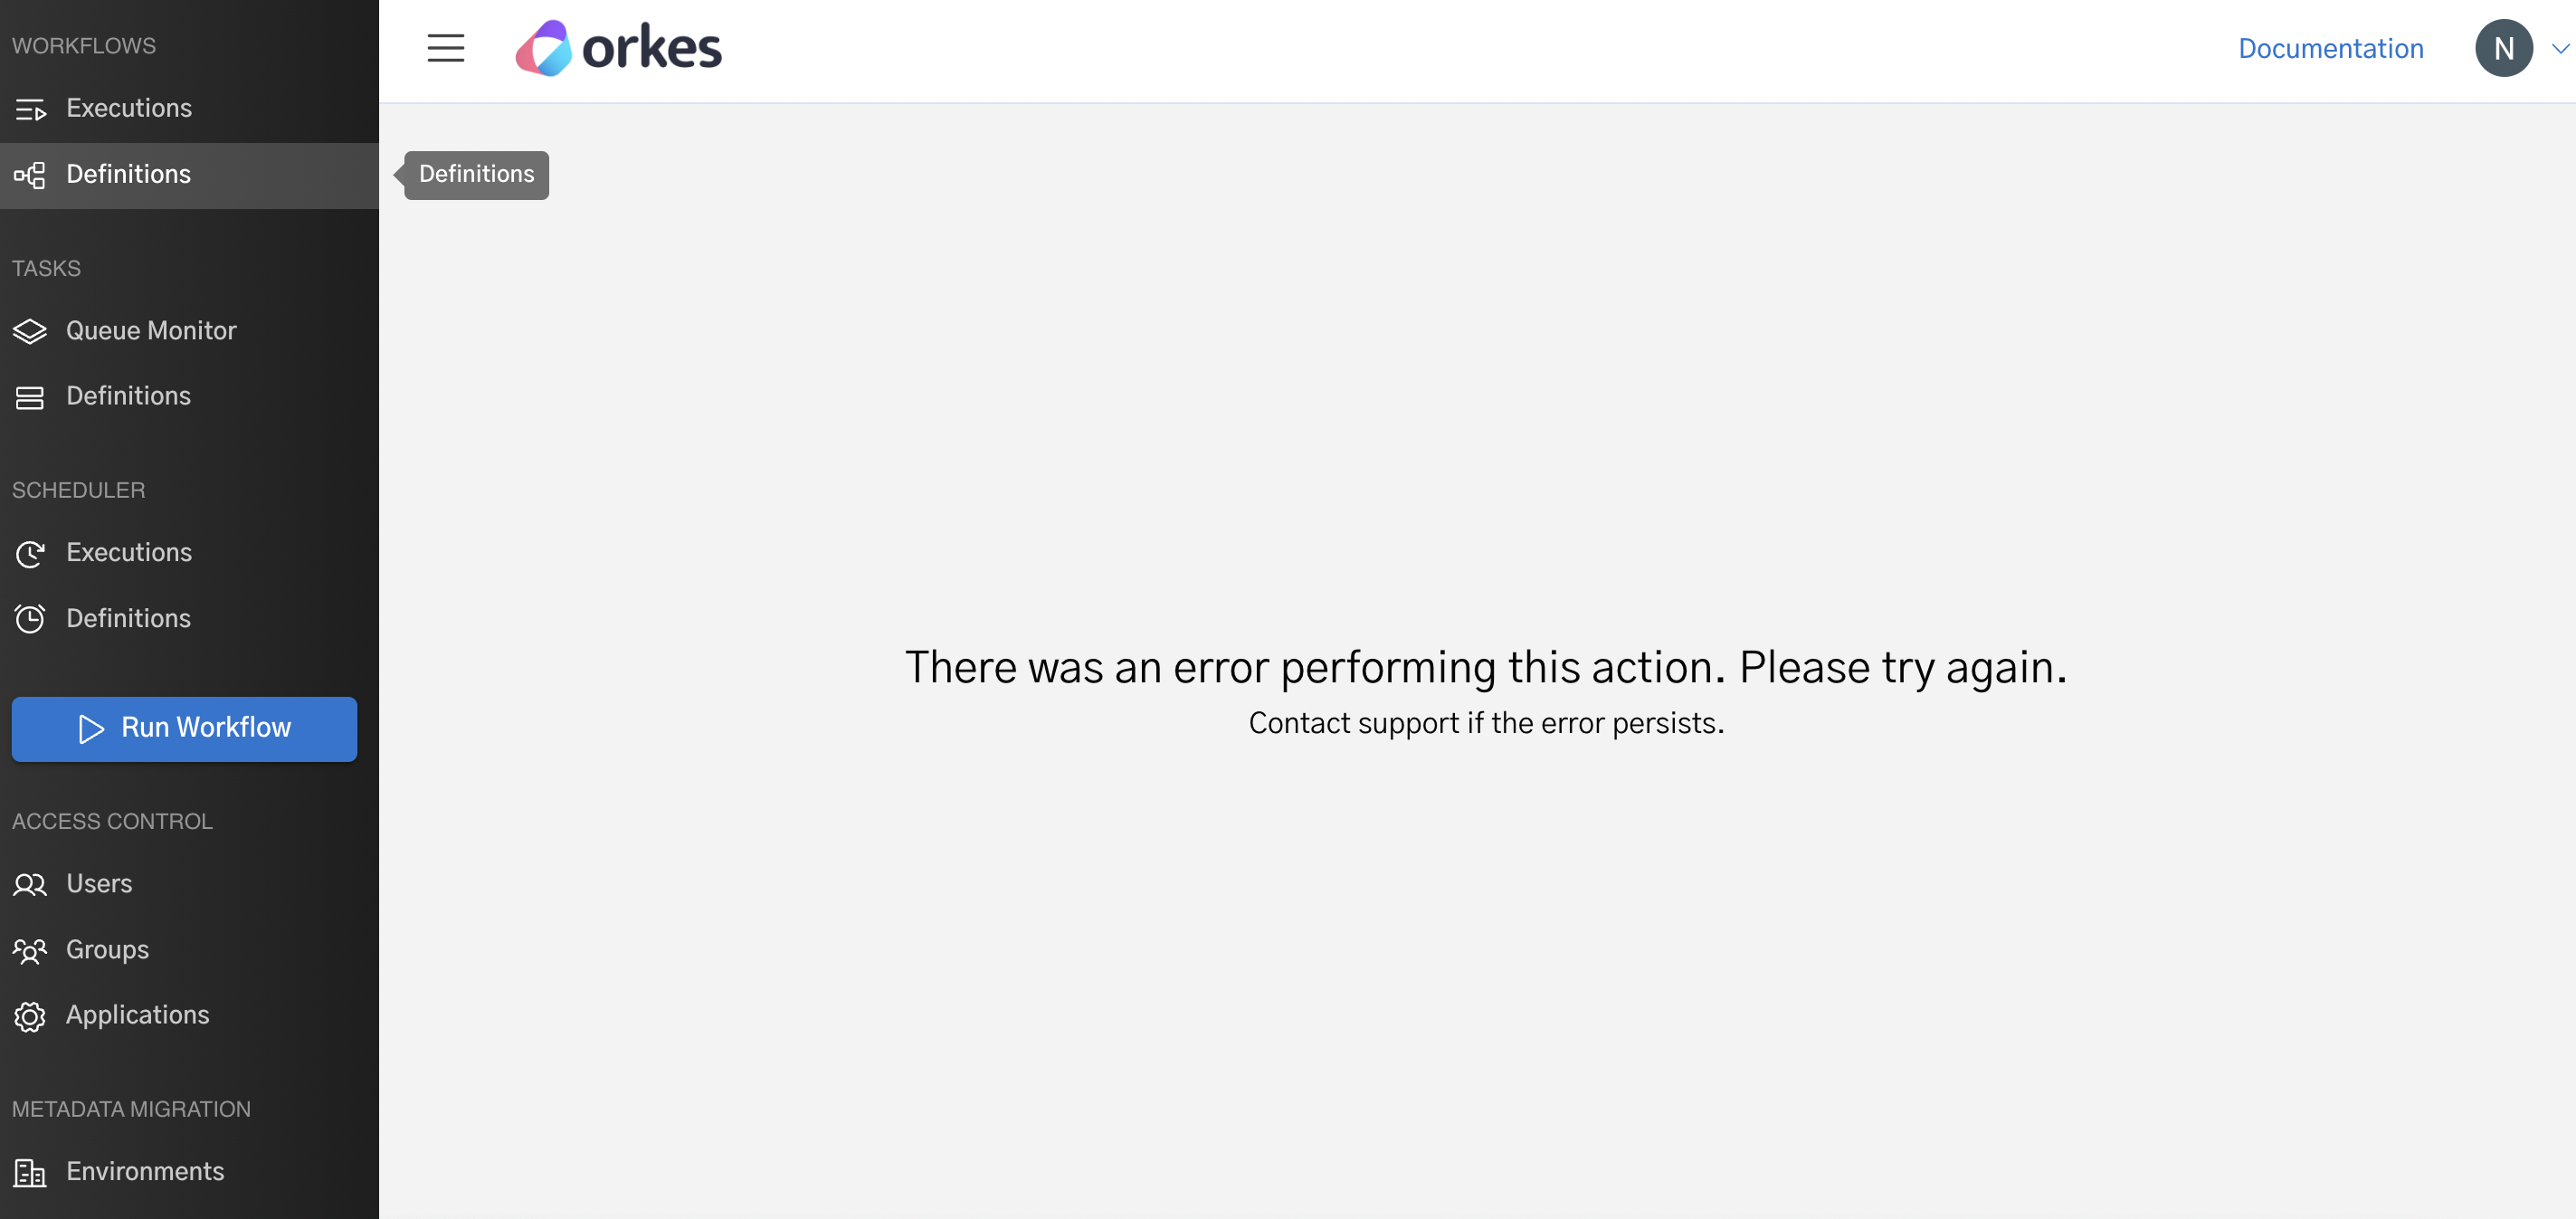 WORKFLOWS
Executions
Definitions
TASKS
Queue Monitor
Definitions
SCHEDULER
Executions
Definitions
Run Workflow
ACCESS CONTROL
Users
Groups
Applications
METADATA MIGRATION
Environments
orkes
Documentation
N
Definitions
There was an error performing this action. Please try again.
Contact support if the error persists.